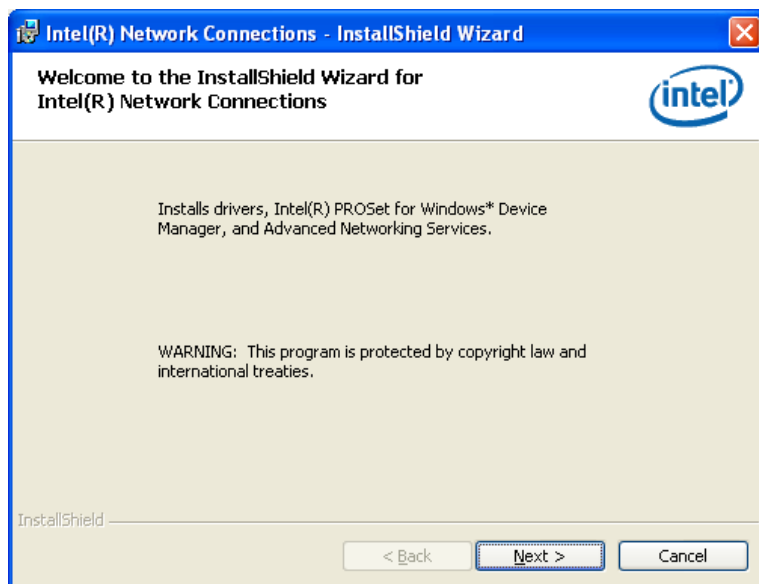 Intel(R) Network Connections - InstallShield Wizard
Welcome to the InstallShield Wizard for
Intel(R) Network Connections
intel
Installs drivers, Intel(R) PROSet for Windows* Device
Manager, and Advanced Networking Services.
WARNING:  This program is protected by copyright law and
international treaties.
InstallShield
< Back
Next >
Cancel